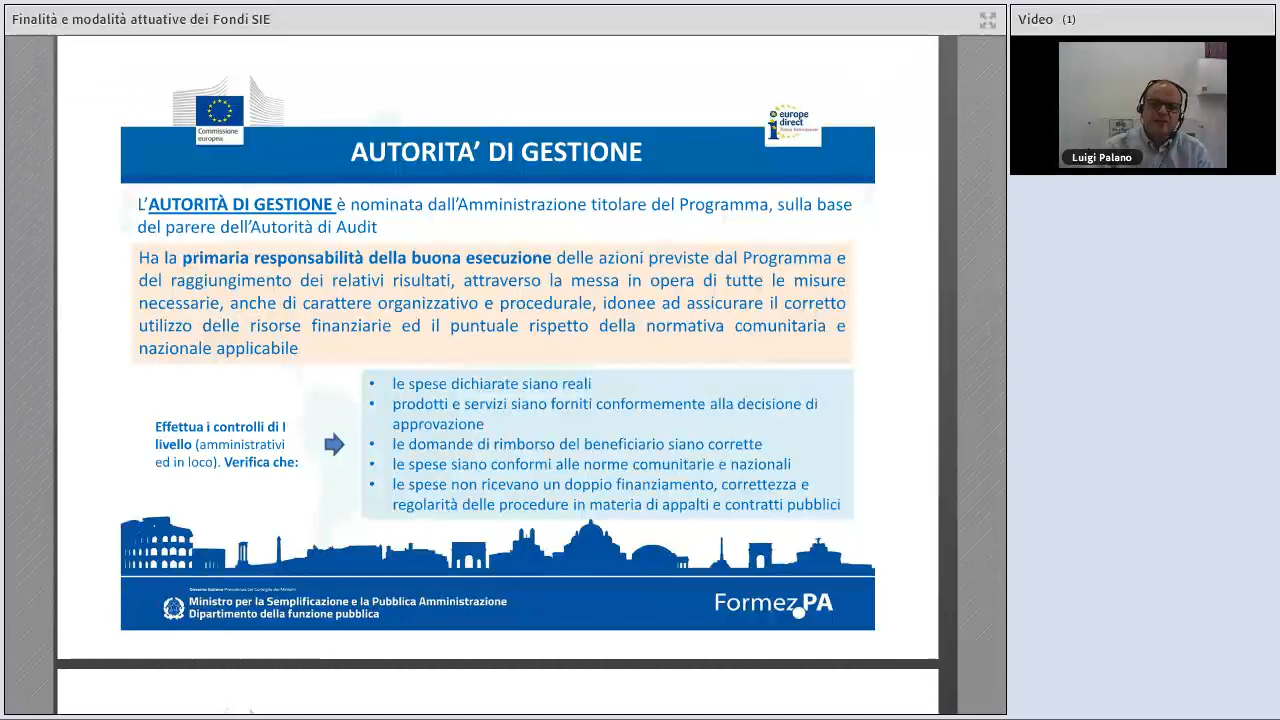 Finalità e modalità attuative dei Fondi SIE
Video (1)
Luigi Palano
Commissione
europea
europe
direct
AUTORITA’ DI GESTIONE
L’AUTORITÀ DI GESTIONE è nominata dall’Amministrazione titolare del Programma, sulla base
del parere dell’Autorità di Audit
Ha la primaria responsabilità della buona esecuzione delle azioni previste dal Programma e
del raggiungimento dei relativi risultati, attraverso la messa in opera di tutte le misure
necessarie, anche di carattere organizzativo e procedurale, idonee ad assicurare il corretto
utilizzo delle risorse finanziarie ed il puntuale rispetto della normativa comunitaria e
nazionale applicabile
Effettua i controlli di I
livello (amministrativi
ed in loco). Verifica che:
• le spese dichiarate siano reali
• prodotti e servizi siano forniti conformemente alla decisione di
approvazione
• le domande di rimborso del beneficiario siano corrette
• le spese siano conformi alle norme comunitarie e nazionali
• le spese non ricevano un doppio finanziamento, correttezza e
regolarità delle procedure in materia di appalti e contratti pubblici
Ministro per la Semplificazione e la Pubblica Amministrazione
Dipartimento della funzione pubblica
Formez PA